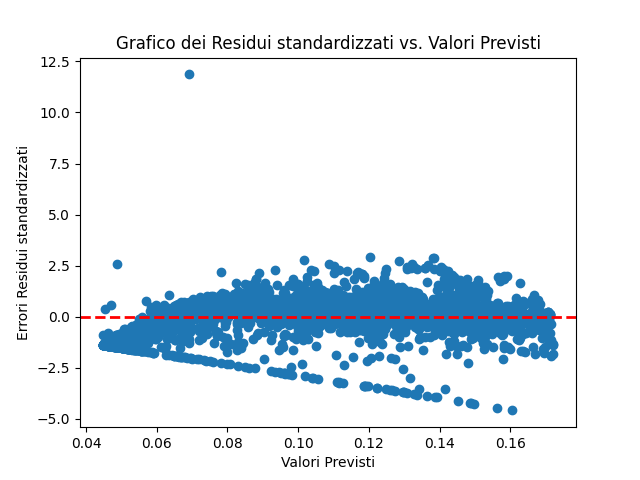 Grafico dei Residui standardizzati vs. Valori Previsti
Errori Residui standardizzati
12.5
10.0
7.5
5.0
2.5
0.0
−2.5
−5.0
0.04 0.06 0.08 0.10 0.12 0.14 0.16
Valori Previsti